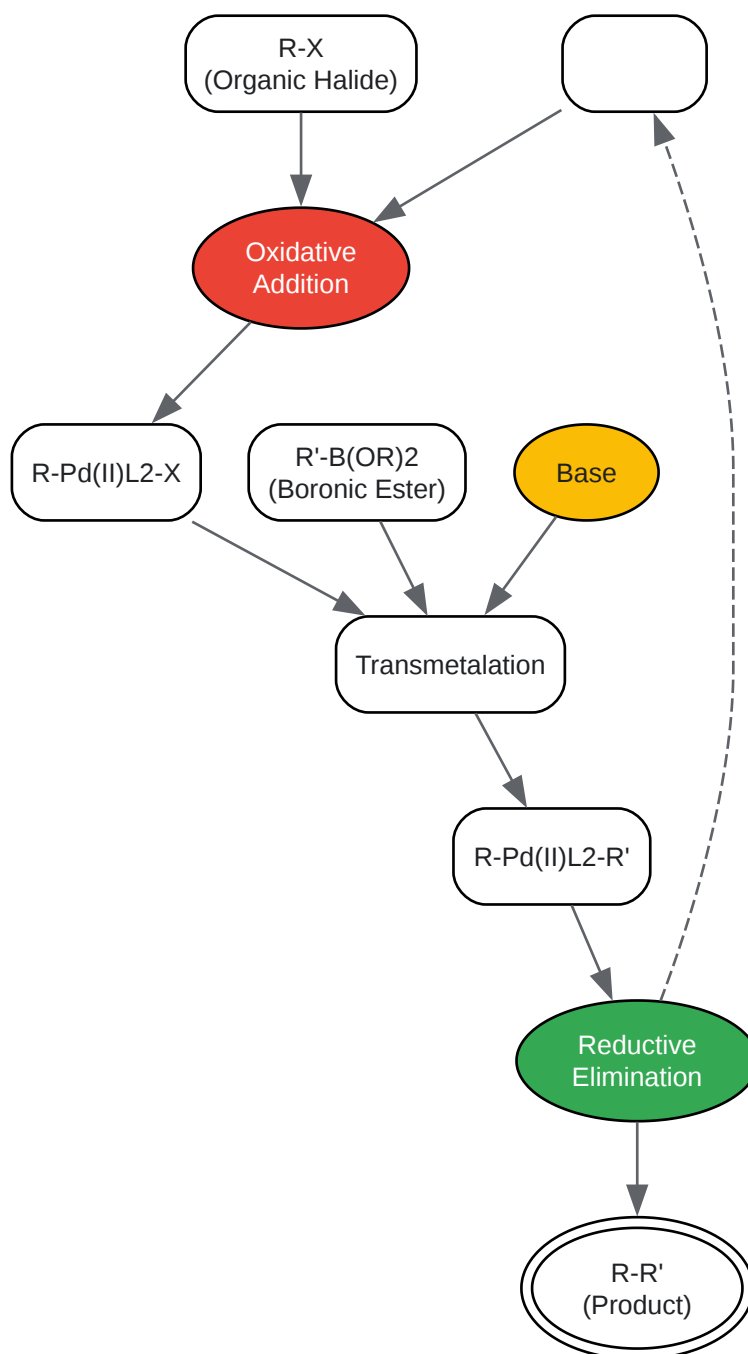 R-X
(Organic Halide)
Oxidative
Addition
R-Pd(II)L2-X
R'-B(OR)2
(Boronic Ester)
Base
Transmetalation
R-Pd(II)L2-R'
Reductive
Elimination
R-R'
(Product)